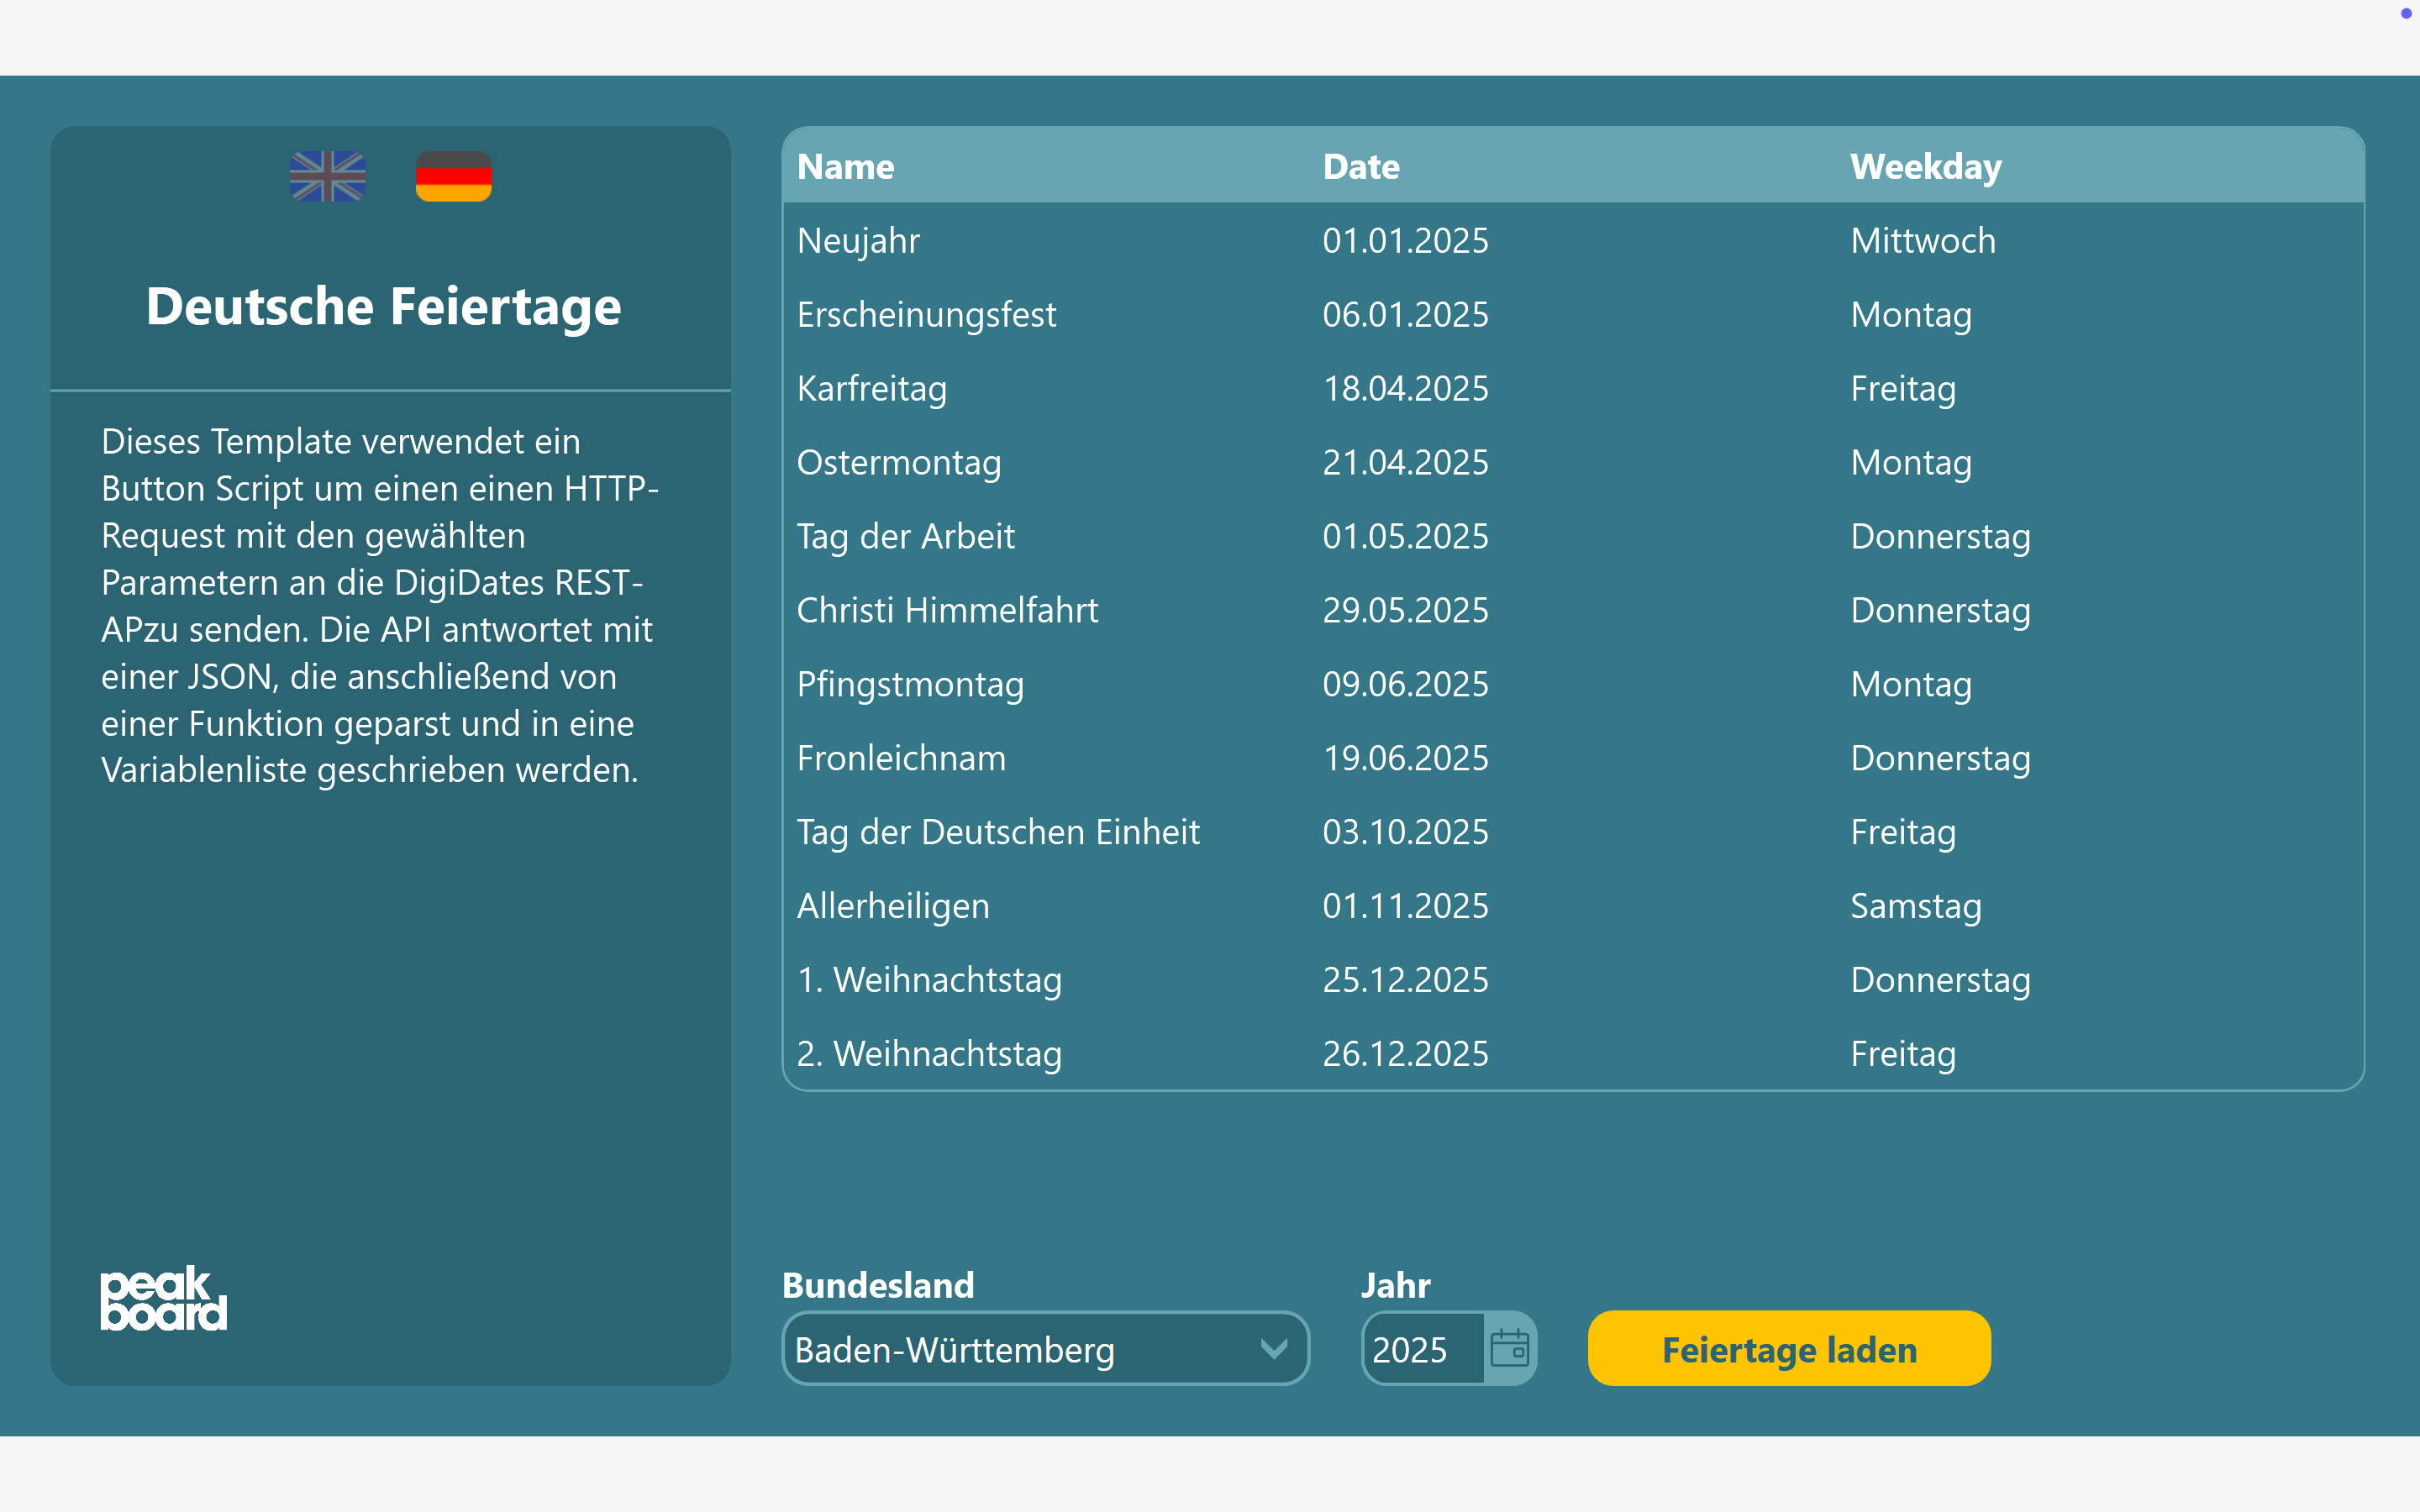 Deutsche Feiertage
Dieses Template verwendet ein
Button Script um einen einen HTTP-
Request mit den gewählten
Parametern an die DigiDates REST-
APzu senden. Die API antwortet mit
einer JSON, die anschließend von
einer Funktion geparst und in eine
Variablenliste geschrieben werden.
peak
board
Name Date Weekday
Neujahr 01.01.2025 Mittwoch
Erscheinungsfest 06.01.2025 Montag
Karfreitag 18.04.2025 Freitag
Ostermontag 21.04.2025 Montag
Tag der Arbeit 01.05.2025 Donnerstag
Christi Himmelfahrt 29.05.2025 Donnerstag
Pfingstmontag 09.06.2025 Montag
Fronleichnam 19.06.2025 Donnerstag
Tag der Deutschen Einheit 03.10.2025 Freitag
Allerheiligen 01.11.2025 Samstag
1. Weihnachtstag 25.12.2025 Donnerstag
2. Weihnachtstag 26.12.2025 Freitag
Bundesland Jahr
Baden-Württemberg 2025 Feiertage laden